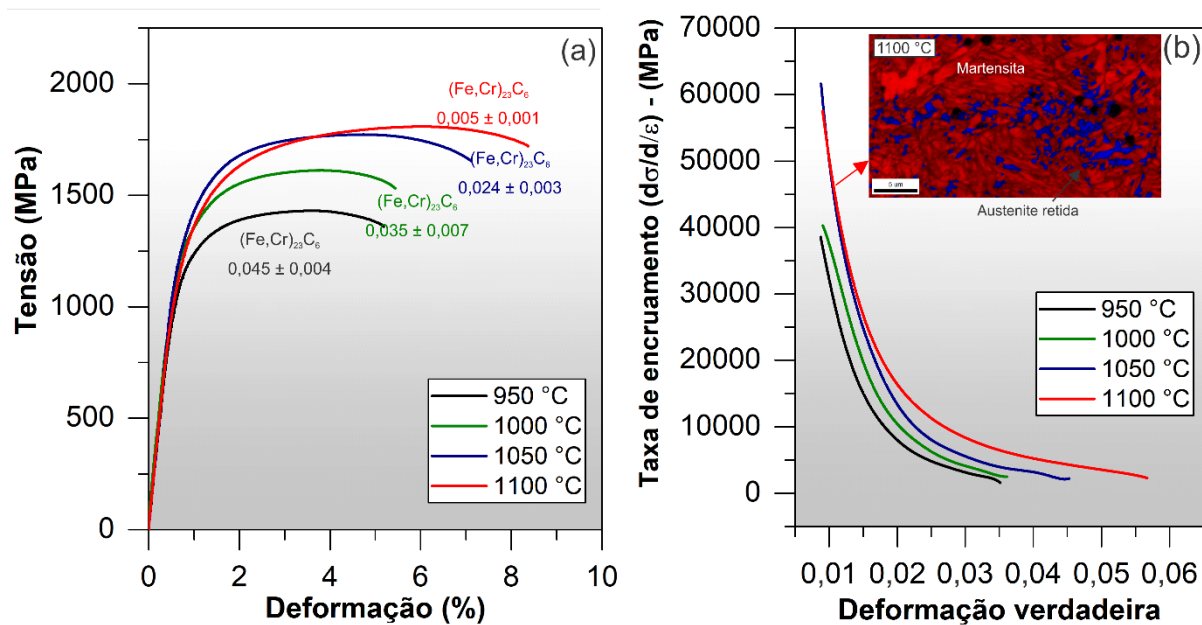 (a)
Tensão (MPa)
2000
1500
1000
500
0
(Fe,Cr)₂₃C₆
0,005 ± 0,001
(Fe,Cr)₂₃C₆
0,024 ± 0,003
(Fe,Cr)₂₃C₆
0,035 ± 0,007
(Fe,Cr)₂₃C₆
0,045 ± 0,004
950 °C
1000 °C
1050 °C
1100 °C
0 2 4 6 8 10
Deformação (%)
(b)
Taxa de encruamento (dσ/d/ε) - (MPa)
70000
60000
50000
40000
30000
20000
10000
0
1100 °C
Martensita
5 um
Austenite retida
950 °C
1000 °C
1050 °C
1100 °C
0,01 0,02 0,03 0,04 0,05 0,06
Deformação verdadeira